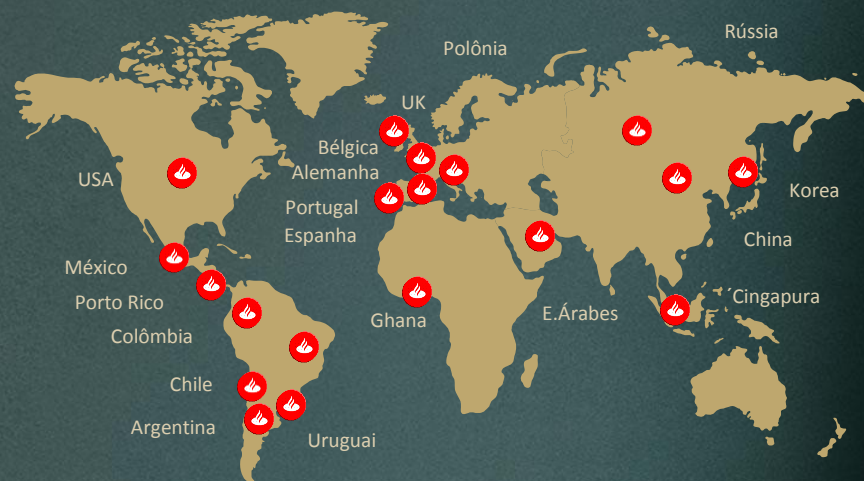 Rússia
Polônia
UK
Bélgica
Alemanha
USA
Korea
Portugal
Espanha
China
México
Cingapura
Porto Rico
E.Árabes
Ghana
Colômbia
Chile
Argentina
Uruguai